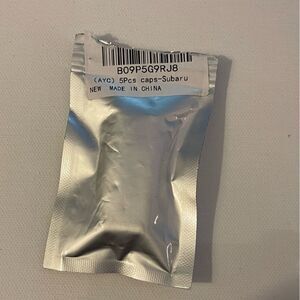 B09P5G9RJ8
(AYC) 5Pcs caps-Subaru
NEW MADE IN CHINA